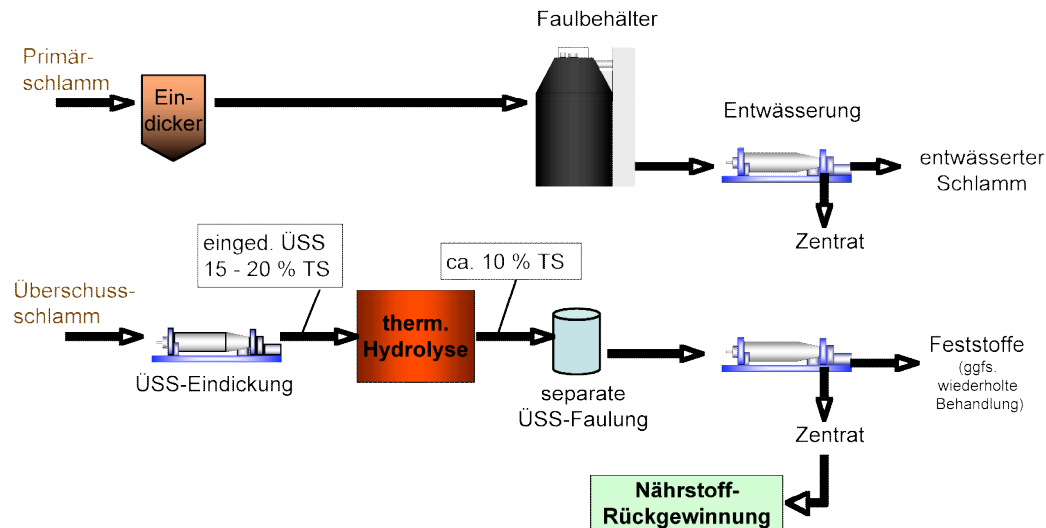 Faulbehälter
Primär-
schlamm
Ein-
dicker
Entwässerung
entwässerter
Schlamm
Zentrat
einged. ÜSS
15 - 20 % TS
ca. 10 % TS
Überschuss-
schlamm
therm.
Hydrolyse
ÜSS-Eindickung
separate
ÜSS-Faulung
Feststoffe
(ggfs.
wiederholte
Behandlung)
Zentrat
Nährstoff-
Rückgewinnung